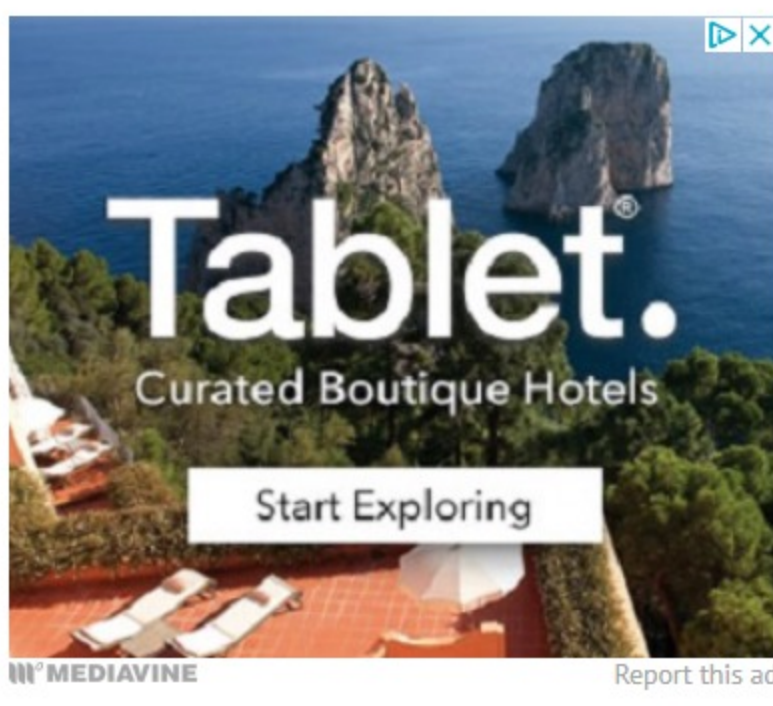 Tablet.®
Curated Boutique Hotels
Start Exploring
MEDIAVINE
Report this ad